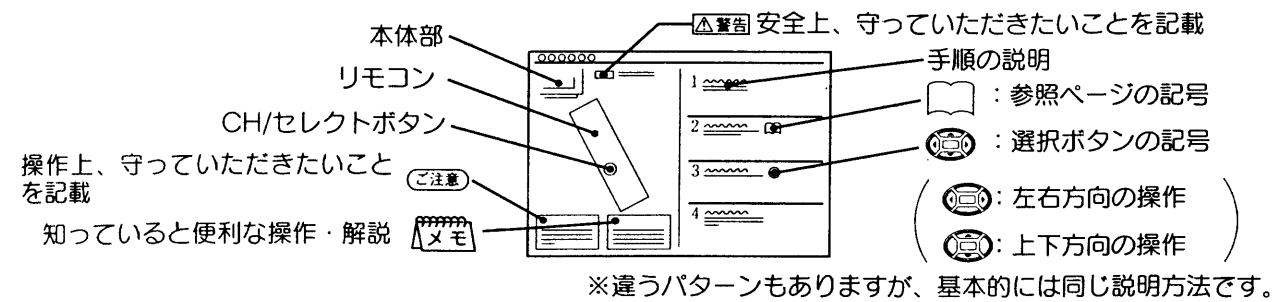 本体部
リモコン
CH/セレクトボタン
操作上、守っていただきたいこと
を記載
ご注意
知っていると便利な操作・解説
メモ
⚠警告 安全上、守っていただきたいことを記載
手順の説明
：参照ページの記号
：選択ボタンの記号
：左右方向の操作
：上下方向の操作
1
2
3
4
※違うパターンもありますが、基本的には同じ説明方法です。